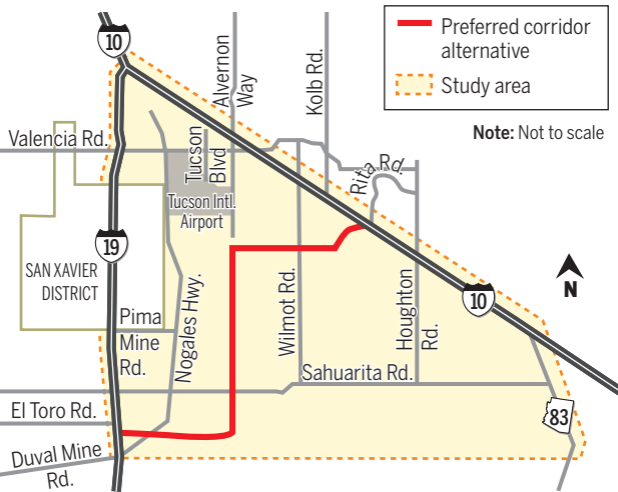 Preferred corridor
alternative
Study area
Note: Not to scale
10
Alvernon
Way
Kolb Rd.
Valencia Rd.
Tucson
Blvd
Rita Rd.
Tucson Intl.
Airport
19
SAN XAVIER
DISTRICT
N
10
Pima
Mine
Rd.
Nogales Hwy.
Wilmot Rd.
Houghton
Rd.
Sahuarita Rd.
El Toro Rd.
83
Duval Mine
Rd.